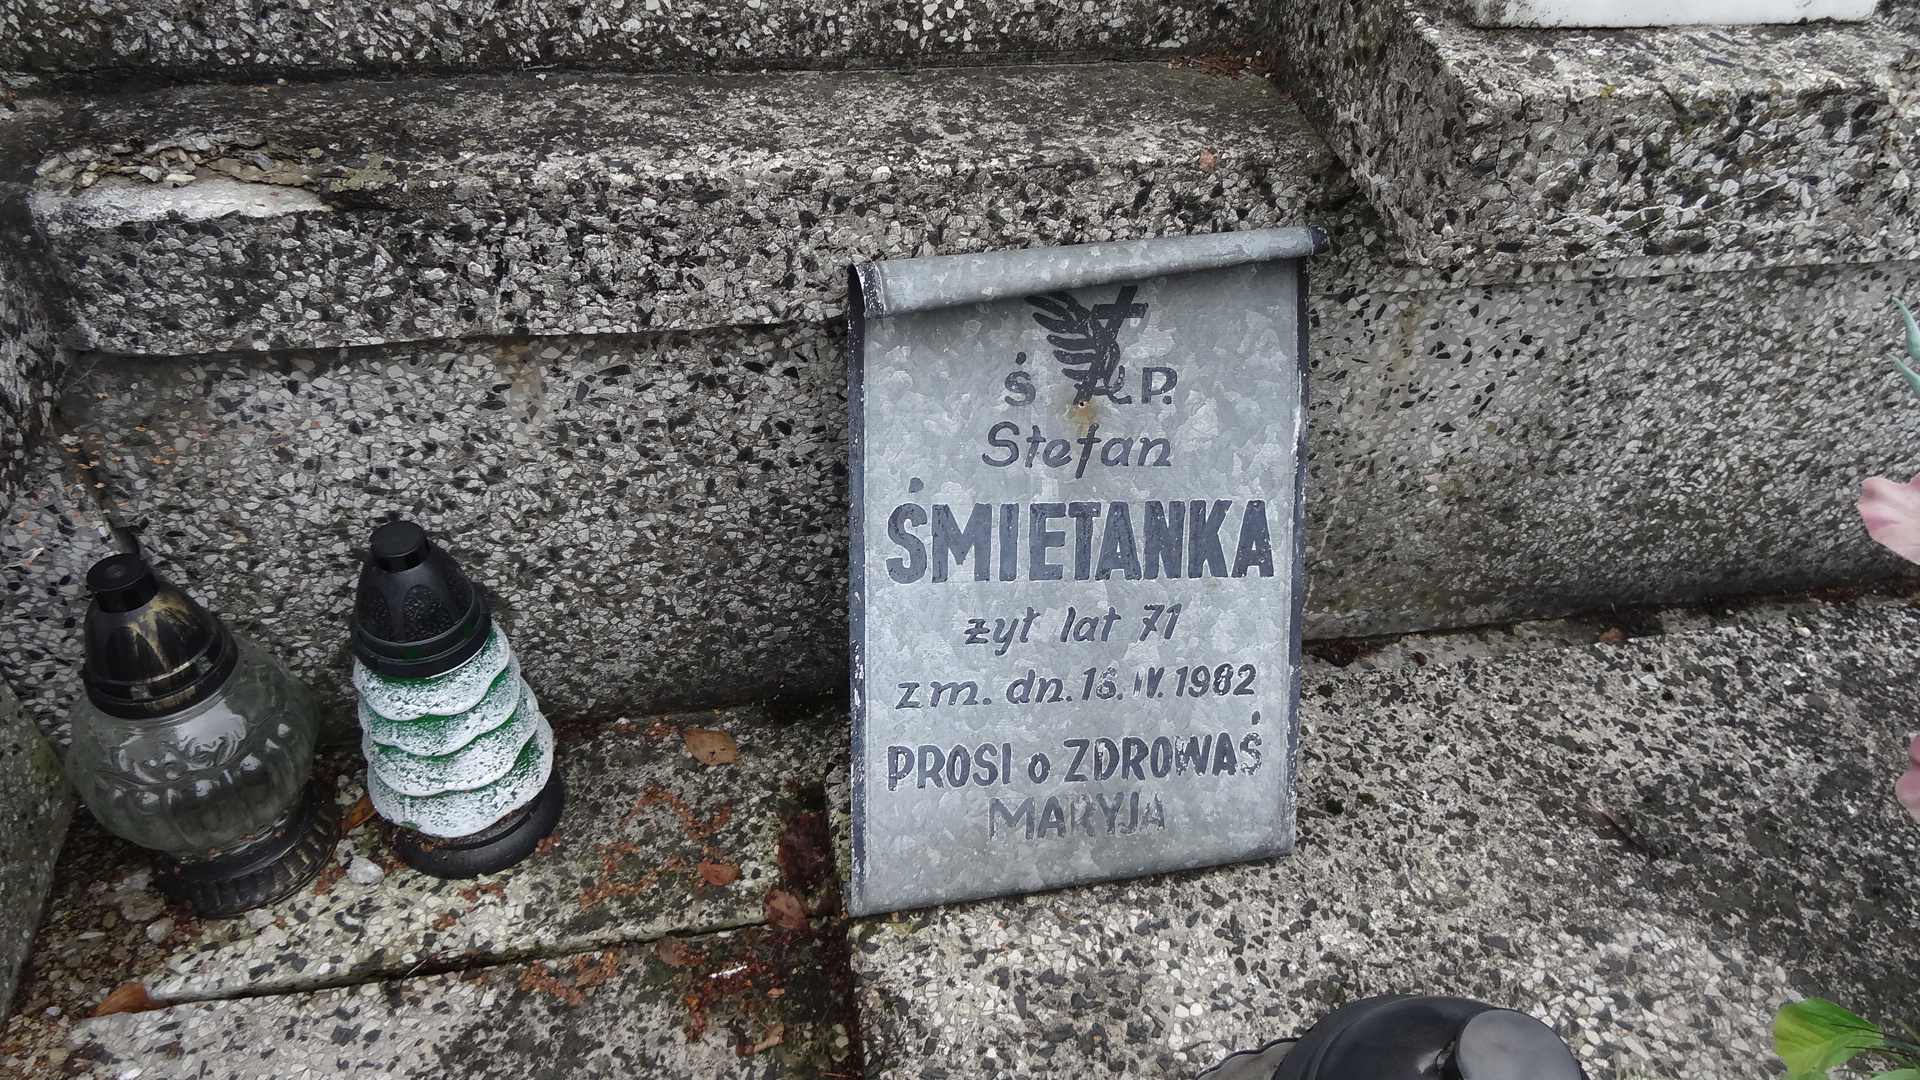 Ś P.
Stefan
ŚMIETANKA
żył lat 71
zm. dn. 16. IV. 1982
PROSI o ZDROWAŚ
MARYJA